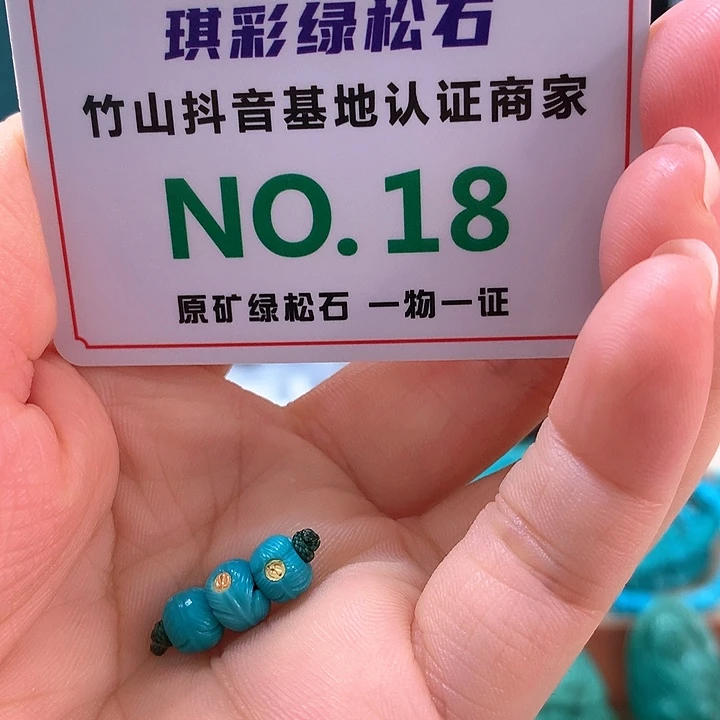 琪彩绿松石
竹山抖音基地认证商家
NO.18
原矿绿松石 一物一证